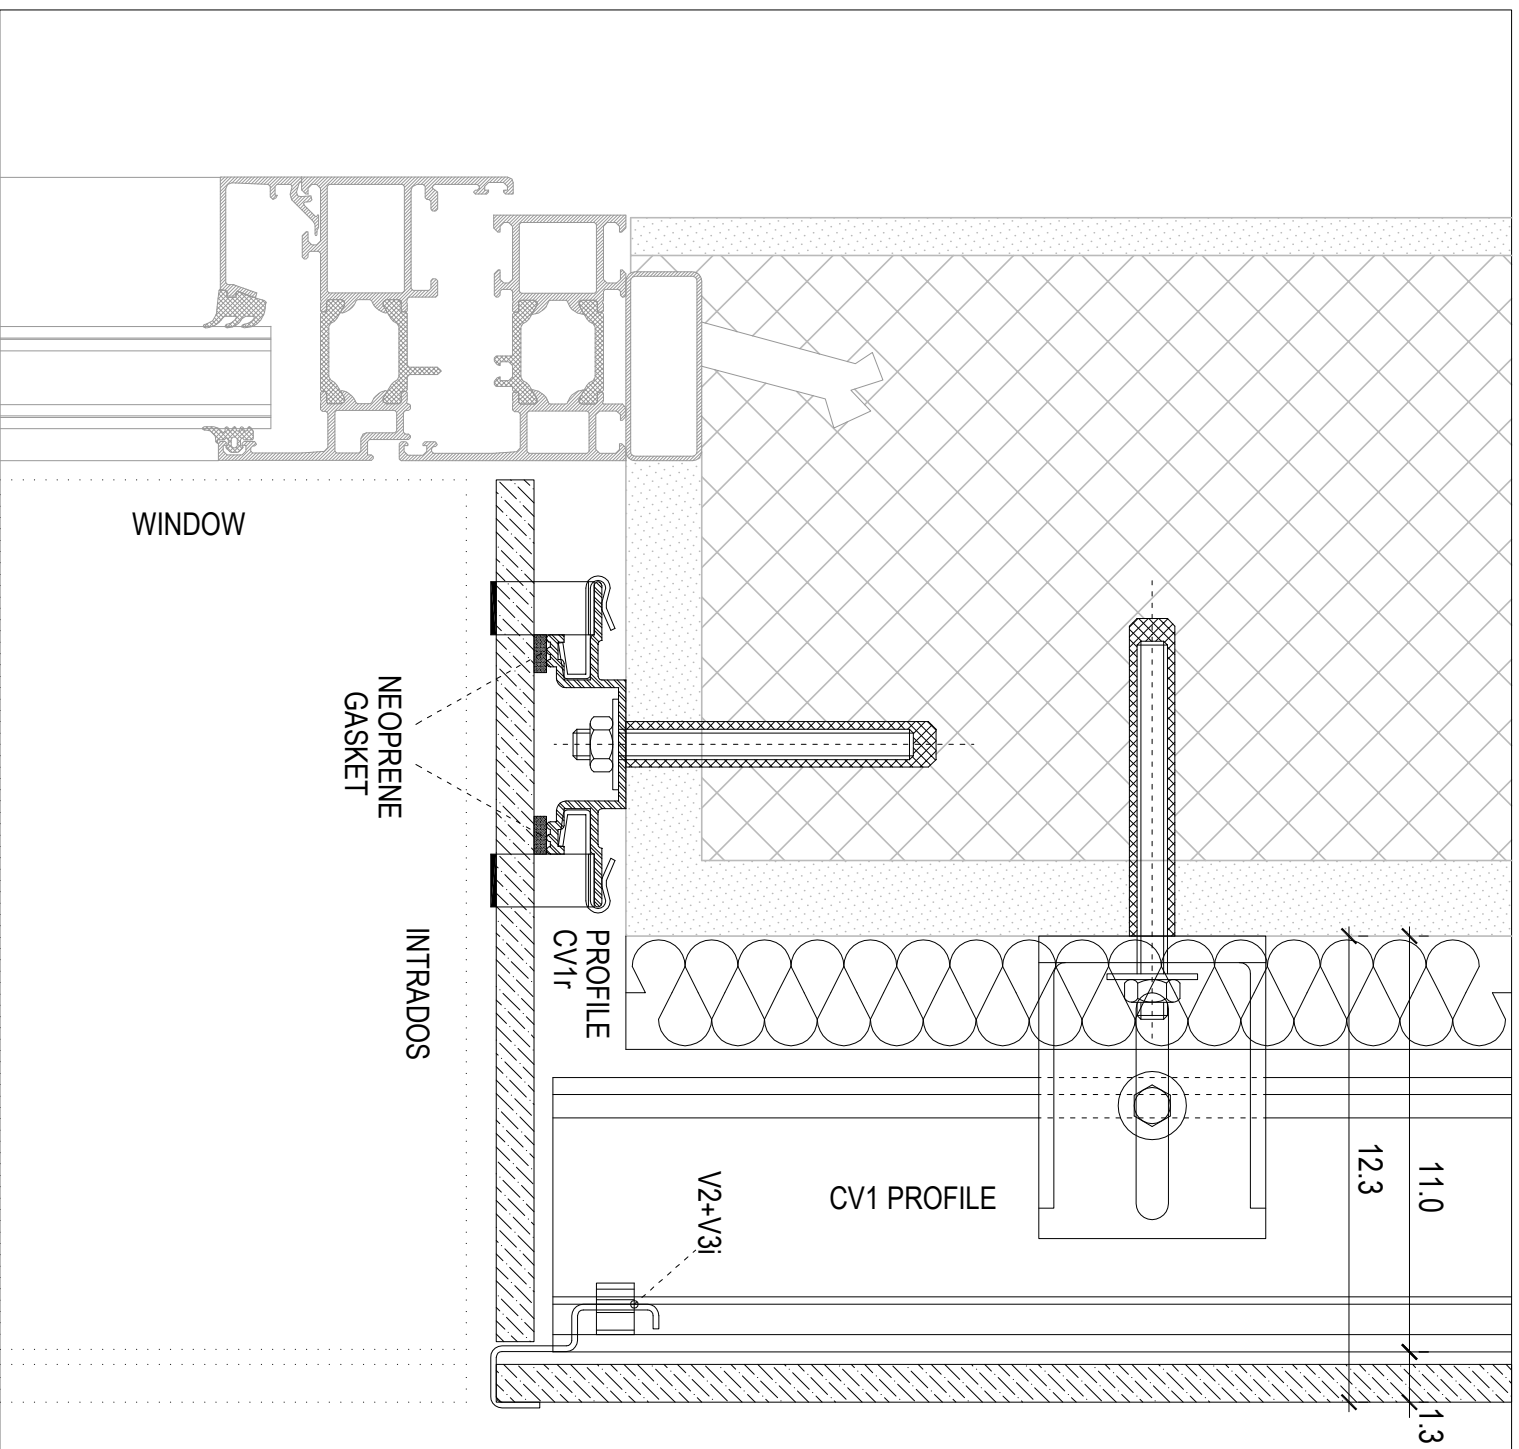 WINDOW
NEOPRENE
GASKET
PROFILE
CV1r
INTRADOS
CV1 PROFILE
V2+V3i
12.3
11.0
1.3